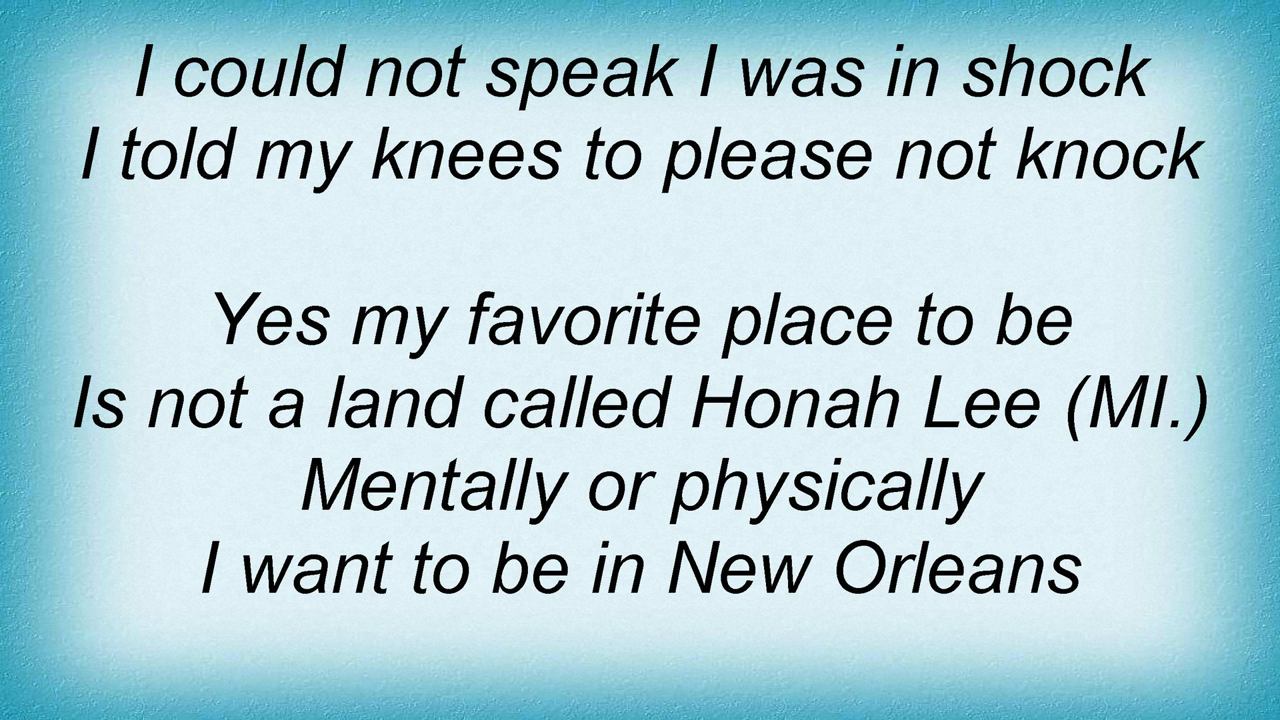 I could not speak I was in shock
I told my knees to please not knock
Yes my favorite place to be
Is not a land called Honah Lee (MI.)
Mentally or physically
I want to be in New Orleans